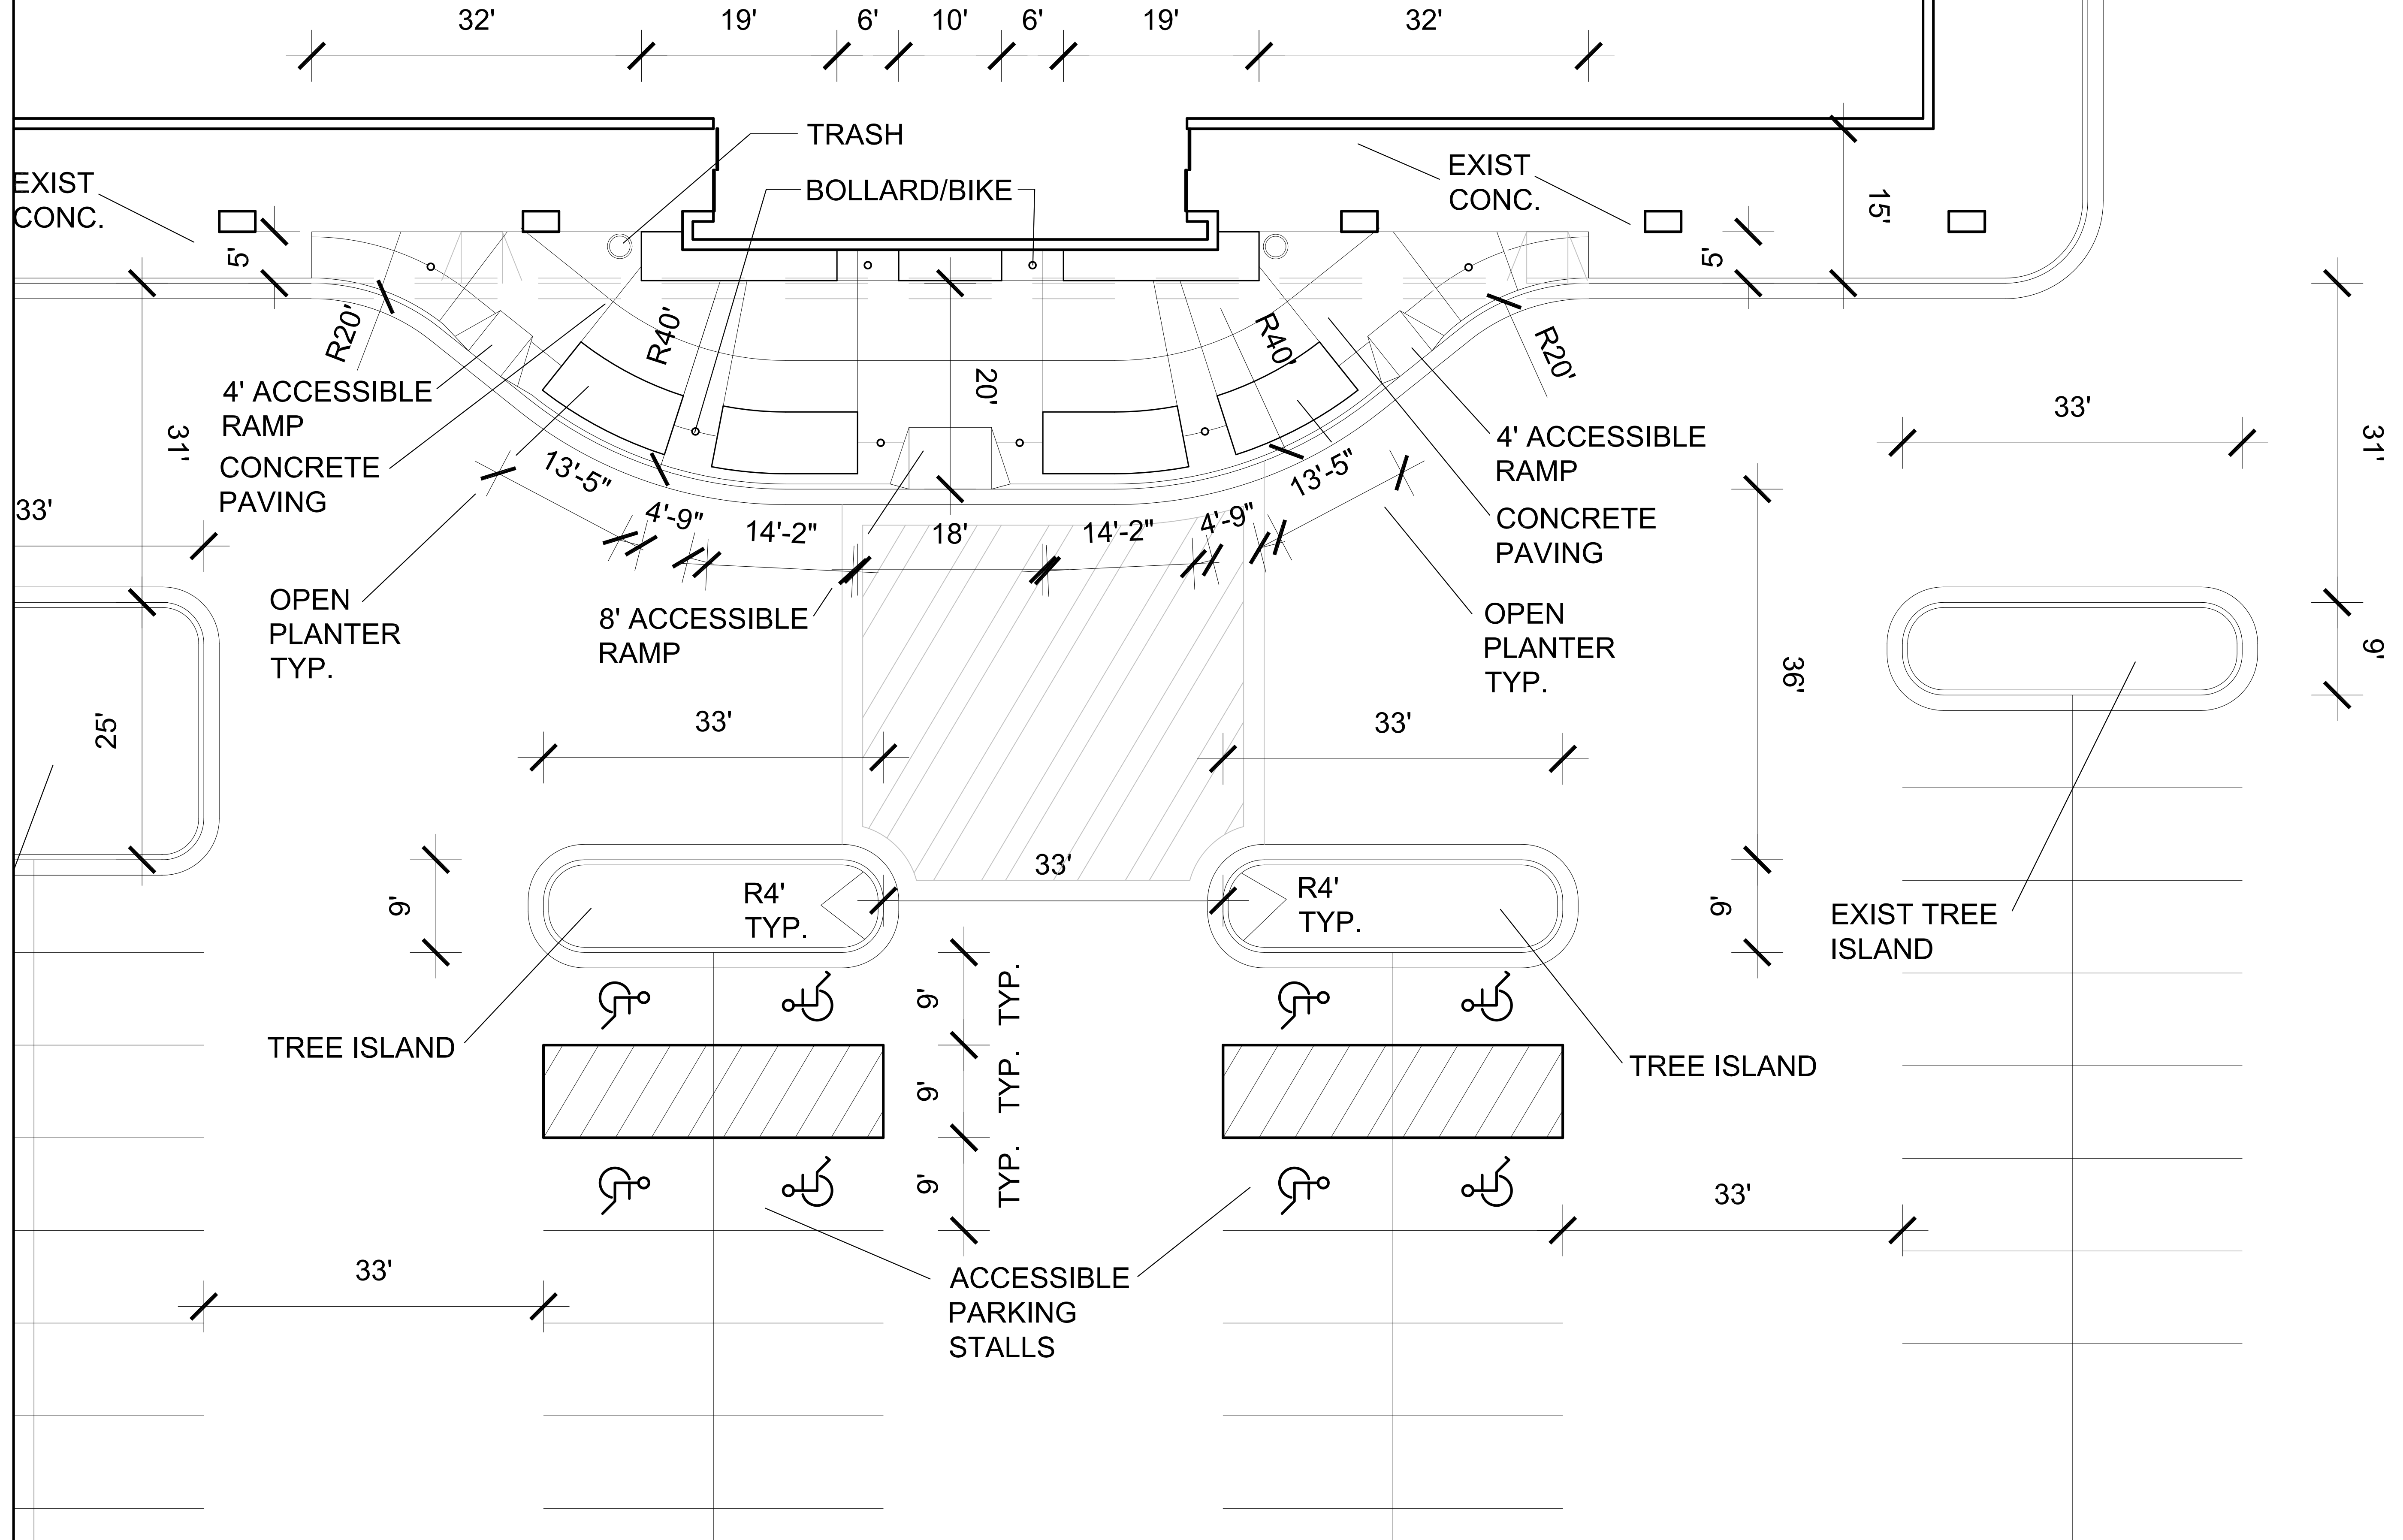 32'
19'
6'
10'
6'
19'
32'
TRASH
BOLLARD/BIKE
EXIST
CONC.
EXIST
CONC.
15'
5'
5'
R20'
R40'
R40'
R20'
20'
4' ACCESSIBLE
RAMP
CONCRETE
PAVING
31'
33'
4' ACCESSIBLE
RAMP
CONCRETE
PAVING
33'
31'
13'-5"
4'-9"
14'-2"
18'
14'-2"
4'-9"
13'-5"
OPEN
PLANTER
TYP.
8' ACCESSIBLE
RAMP
OPEN
PLANTER
TYP.
36'
9'
25'
33'
33'
33'
9'
R4'
TYP.
R4'
TYP.
9'
EXIST TREE
ISLAND
TREE ISLAND
9'
TYP.
9'
TYP.
9'
TYP.
TREE ISLAND
33'
33'
ACCESSIBLE
PARKING
STALLS